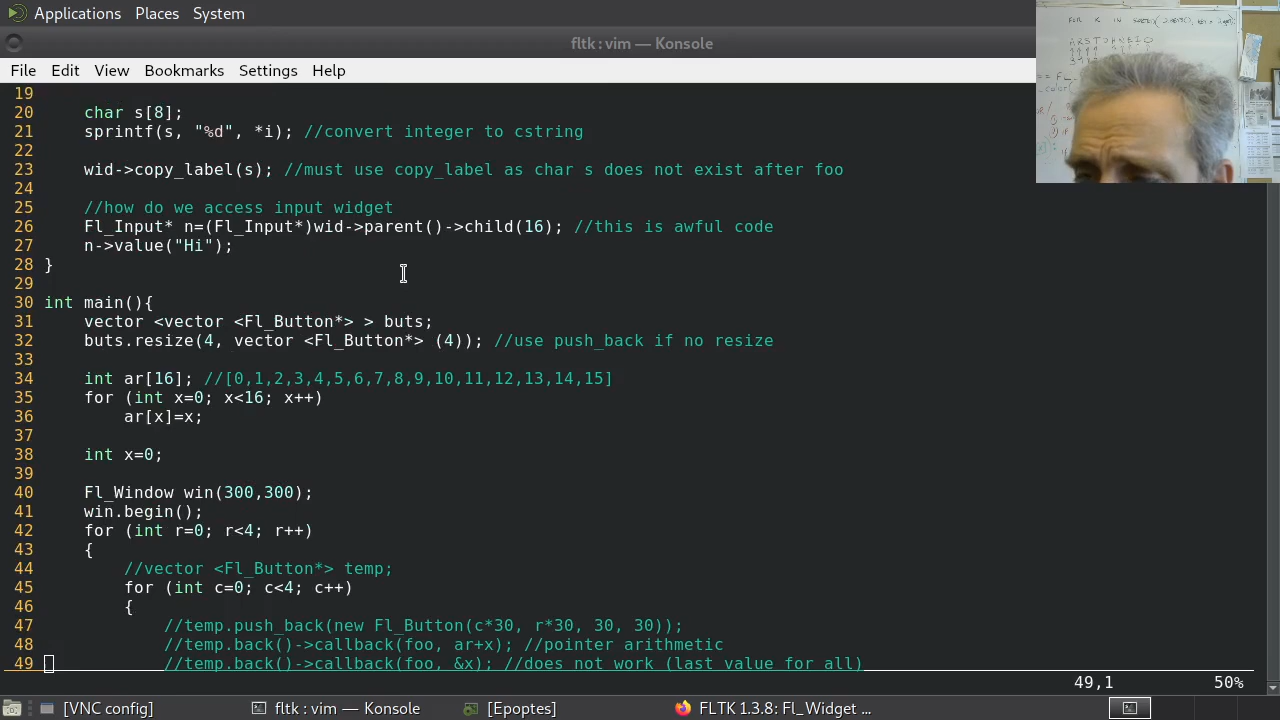 Applications Places System
fltk : vim — Konsole
File Edit View Bookmarks Settings Help
19
20 char s[8];
21 sprintf(s, "%d", *i); //convert integer to cstring
22
23 wid->copy_label(s); //must use copy_label as char s does not exist after foo
24
25 //how do we access input widget
26 Fl_Input* n=(Fl_Input*)wid->parent()->child(16); //this is awful code
27 n->value("Hi");
28 }
29
30 int main(){
31 vector <vector <Fl_Button*> > buts;
32 buts.resize(4, vector <Fl_Button*> (4)); //use push_back if no resize
33
34 int ar[16]; //[0,1,2,3,4,5,6,7,8,9,10,11,12,13,14,15]
35 for (int x=0; x<16; x++)
36 ar[x]=x;
37
38 int x=0;
39
40 Fl_Window win(300,300);
41 win.begin();
42 for (int r=0; r<4; r++)
43 {
44 //vector <Fl_Button*> temp;
45 for (int c=0; c<4; c++)
46 {
47 //temp.push_back(new Fl_Button(c*30, r*30, 30, 30));
48 //temp.back()->callback(foo, ar+x); //pointer arithmetic
49 //temp.back()->callback(foo, &x); //does not work (last value for all)
49,1 50%
[VNC config] fltk : vim — Konsole [Epoptes] FLTK 1.3.8: Fl_Widget ...